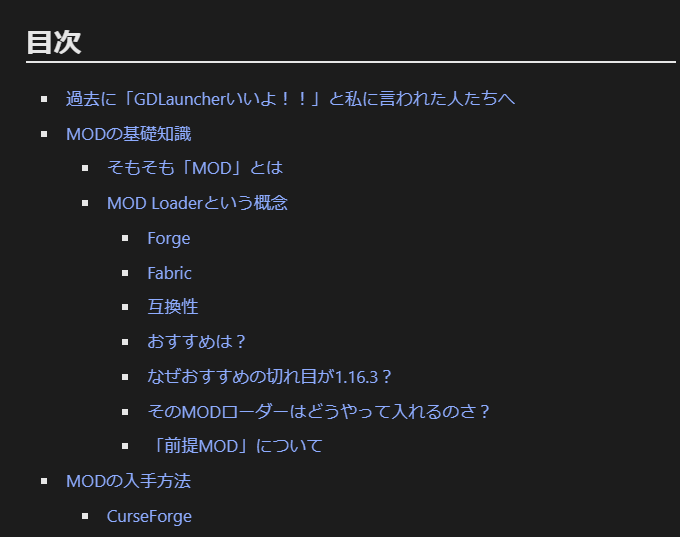 目次
過去に「GDLauncherいいよ！！」と私に言われた人たちへ
MODの基礎知識
そもそも「MOD」とは
MOD Loaderという概念
Forge
Fabric
互換性
おすすめは？
なぜおすすめの切れ目が1.16.3？
そのMODローダーはどうやって入れるのさ？
「前提MOD」について
MODの入手方法
CurseForge